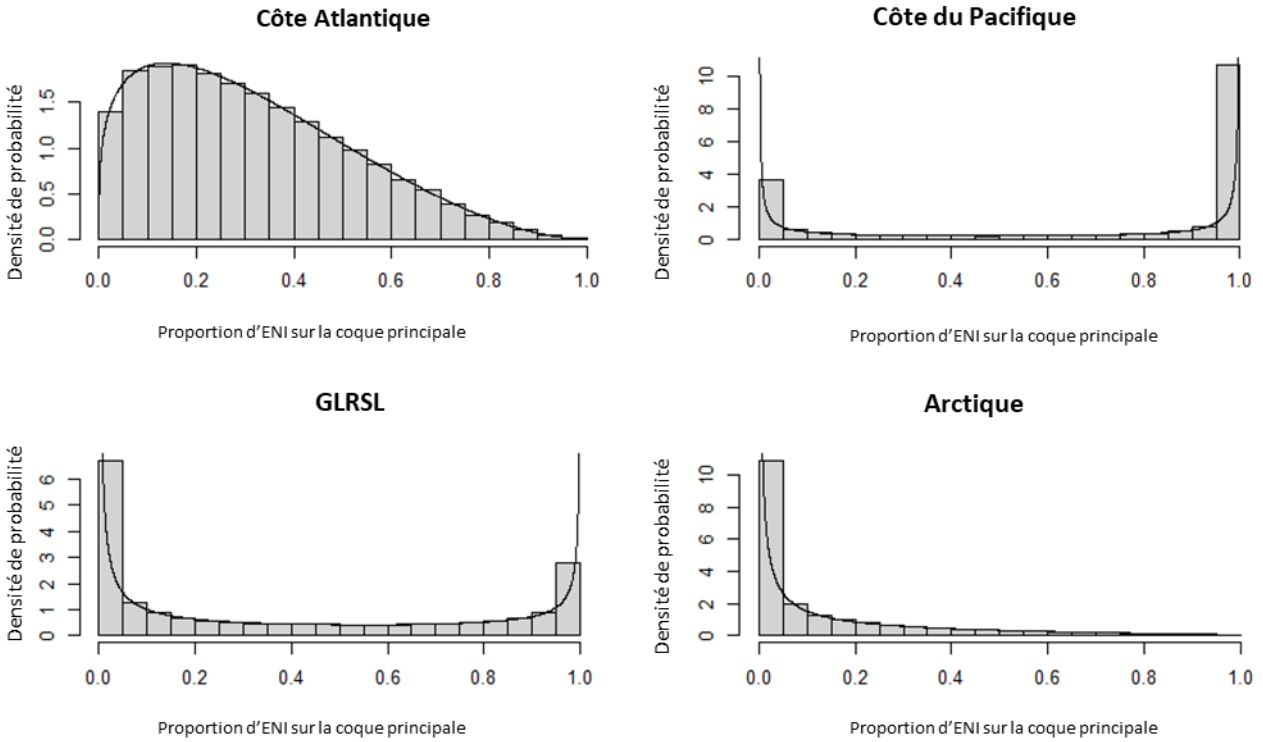 Côte Atlantique
Densité de probabilité
0.0 0.5 1.0 1.5
0.0 0.2 0.4 0.6 0.8 1.0
Proportion d'ENI sur la coque principale
Côte du Pacifique
Densité de probabilité
0 2 4 6 8 10
0.0 0.2 0.4 0.6 0.8 1.0
Proportion d'ENI sur la coque principale
GLRSL
Densité de probabilité
0 1 2 3 4 5 6
0.0 0.2 0.4 0.6 0.8 1.0
Proportion d'ENI sur la coque principale
Arctique
Densité de probabilité
0 2 4 6 8 10
0.0 0.2 0.4 0.6 0.8 1.0
Proportion d'ENI sur la coque principale